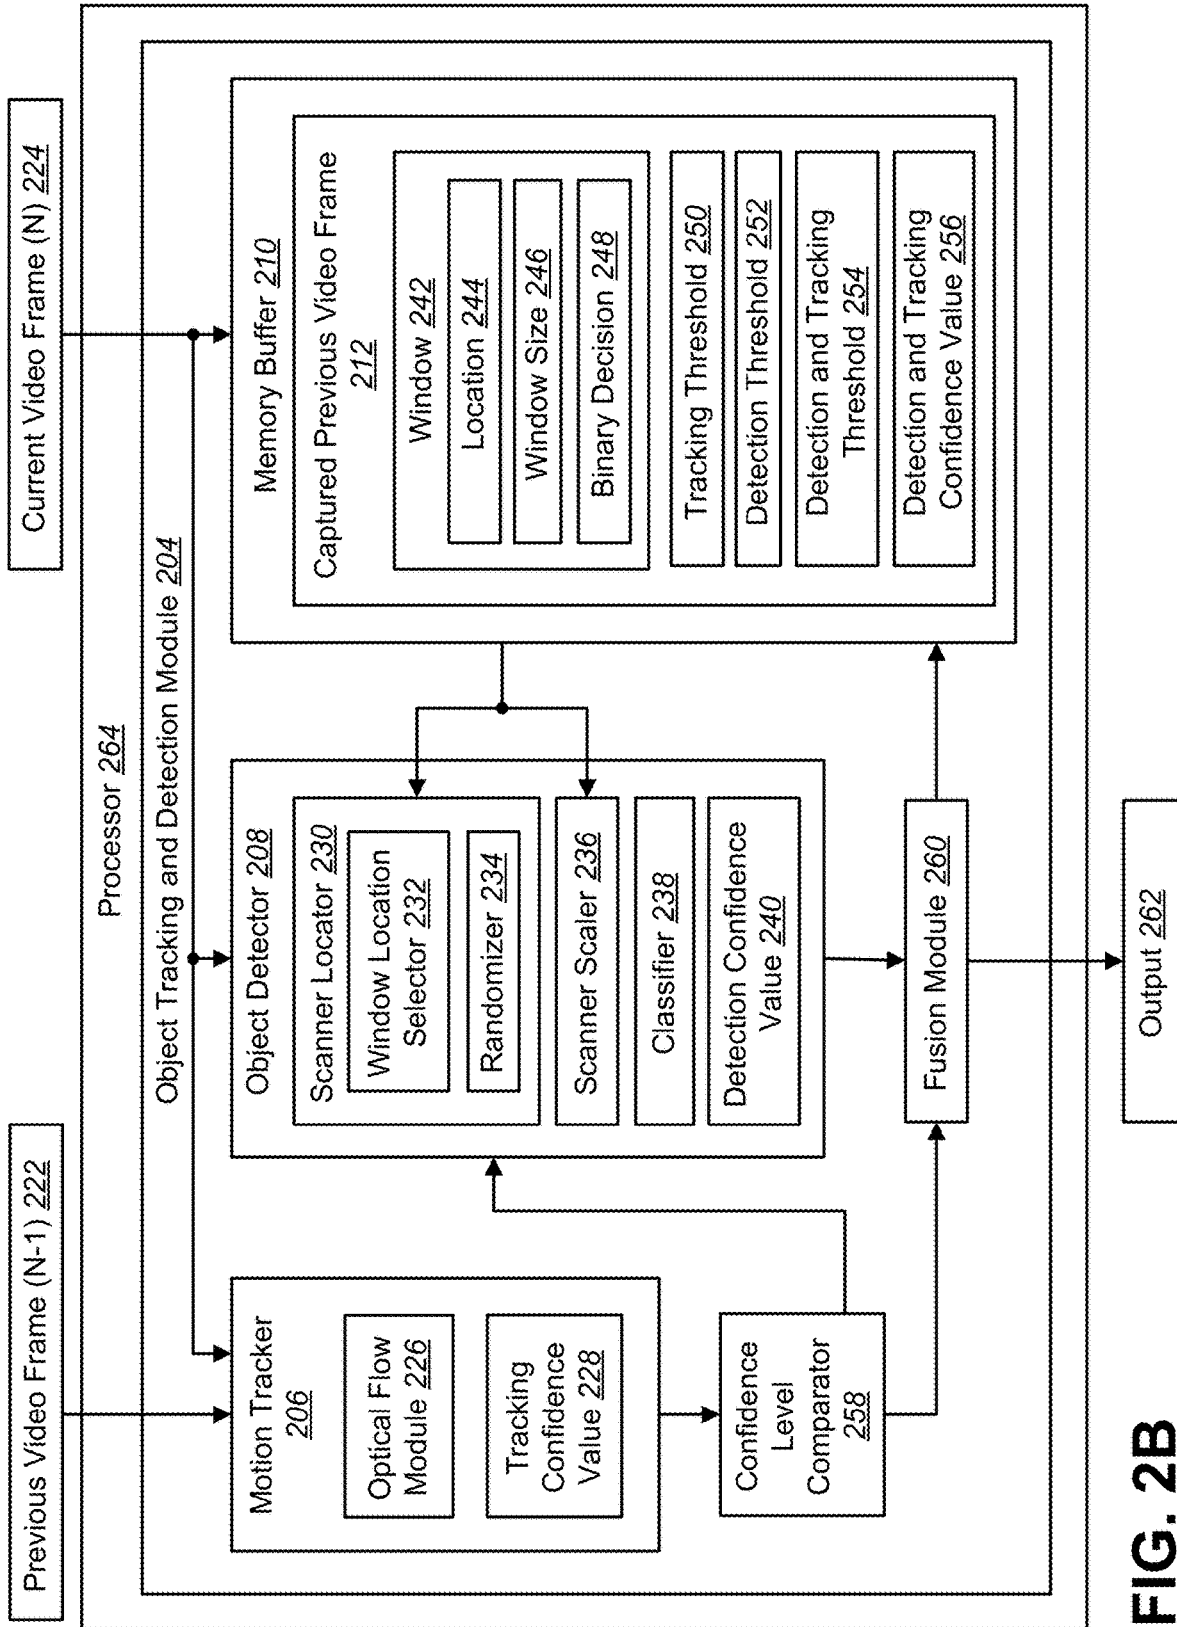 Previous Video Frame (N-1) 222
Current Video Frame (N) 224
Processor 264
Object Tracking and Detection Module 204
Motion Tracker
206
Optical Flow
Module 226
Tracking
Confidence
Value 228
Confidence
Level
Comparator
258
Object Detector 208
Scanner Locator 230
Window Location
Selector 232
Randomizer 234
Scanner Scaler 236
Classifier 238
Detection Confidence
Value 240
Memory Buffer 210
Captured Previous Video Frame
212
Window 242
Location 244
Window Size 246
Binary Decision 248
Tracking Threshold 250
Detection Threshold 252
Detection and Tracking
Threshold 254
Detection and Tracking
Confidence Value 256
Fusion Module 260
Output 262
FIG. 2B